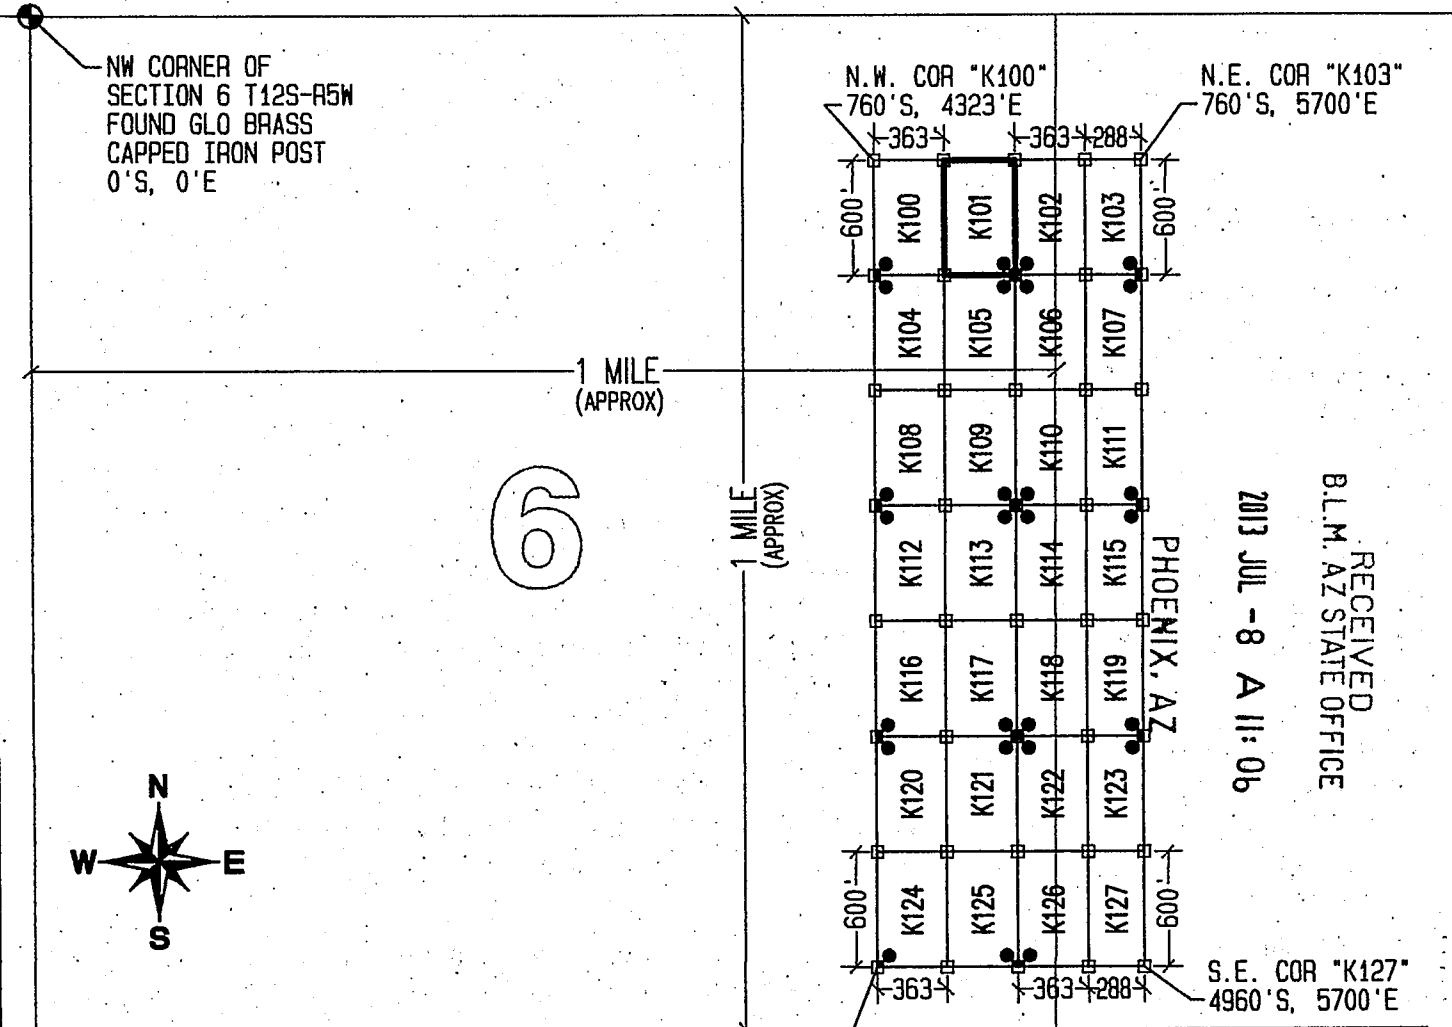 NW CORNER OF
SECTION 6 T12S-R5W
FOUND GLO BRASS
CAPPED IRON POST
0'S, 0'E
N.W. COR "K100"
760'S, 4323'E
N.E. COR "K103"
760'S, 5700'E
363 363 288
600' 600'
K100 K101 K102 K103
K104 K105 K106 K107
1 MILE
(APPROX)
K108 K109 K110 K111
6
1 MILE
(APPROX)
K112 K113 K114 K115
RECEIVED
B.L.M. AZ STATE OFFICE
2013 JUL -8 A 11: 06
PHOENIX, AZ
K116 K117 K118 K119
K120 K121 K122 K123
N
W E
S
600' 600'
K124 K125 K126 K127
363 363 288
S.E. COR "K127"
4960'S, 5700'E